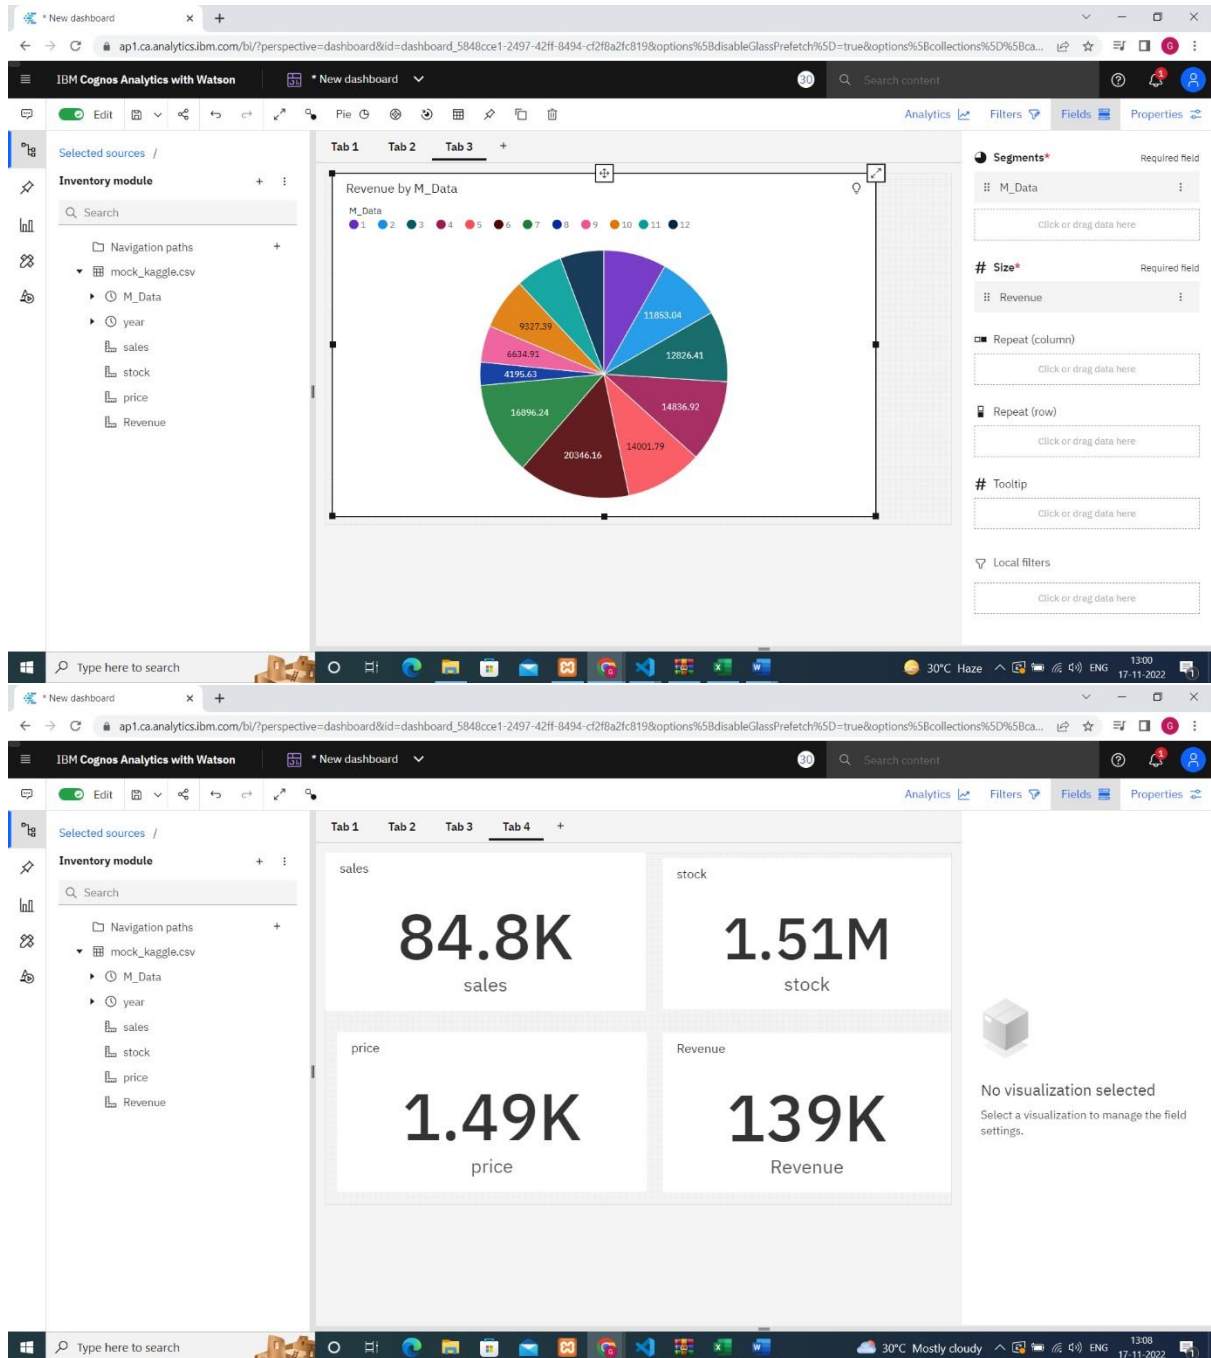 * New dashboard
ap1.ca.analytics.ibm.com/bi/?perspective=dashboard&id=dashboard_5848cce1-2497-42ff-8494-cf2f8a2fc819&options%5BdisableGlassPrefetch%5D=true&options%5Bcollections%5D%5Bca...
G
IBM Cognos Analytics with Watson
* New dashboard
30
Search content
1
Edit
Pie
Analytics
Filters
Fields
Properties
Selected sources /
Tab 1 Tab 2 Tab 3 +
Inventory module
Search
Navigation paths
mock_kaggle.csv
M_Data
year
sales
stock
price
Revenue
Revenue by M_Data
M_Data
1 2 3 4 5 6 7 8 9 10 11 12
11853.04
12826.41
14836.92
14001.79
20346.16
16896.24
4195.63
6634.91
9327.39
Segments* Required field
M_Data
Click or drag data here
# Size* Required field
Revenue
Repeat (column)
Click or drag data here
Repeat (row)
Click or drag data here
# Tooltip
Click or drag data here
Local filters
Click or drag data here
Type here to search
30°C Haze
ENG
13:00
17-11-2022
1
* New dashboard
ap1.ca.analytics.ibm.com/bi/?perspective=dashboard&id=dashboard_5848cce1-2497-42ff-8494-cf2f8a2fc819&options%5BdisableGlassPrefetch%5D=true&options%5Bcollections%5D%5Bca...
G
IBM Cognos Analytics with Watson
* New dashboard
30
Search content
1
Edit
Analytics
Filters
Fields
Properties
Selected sources /
Tab 1 Tab 2 Tab 3 Tab 4 +
Inventory module
Search
Navigation paths
mock_kaggle.csv
M_Data
year
sales
stock
price
Revenue
sales
84.8K
sales
stock
1.51M
stock
price
1.49K
price
Revenue
139K
Revenue
No visualization selected
Select a visualization to manage the field
settings.
Type here to search
30°C Mostly cloudy
ENG
13:08
17-11-2022
1